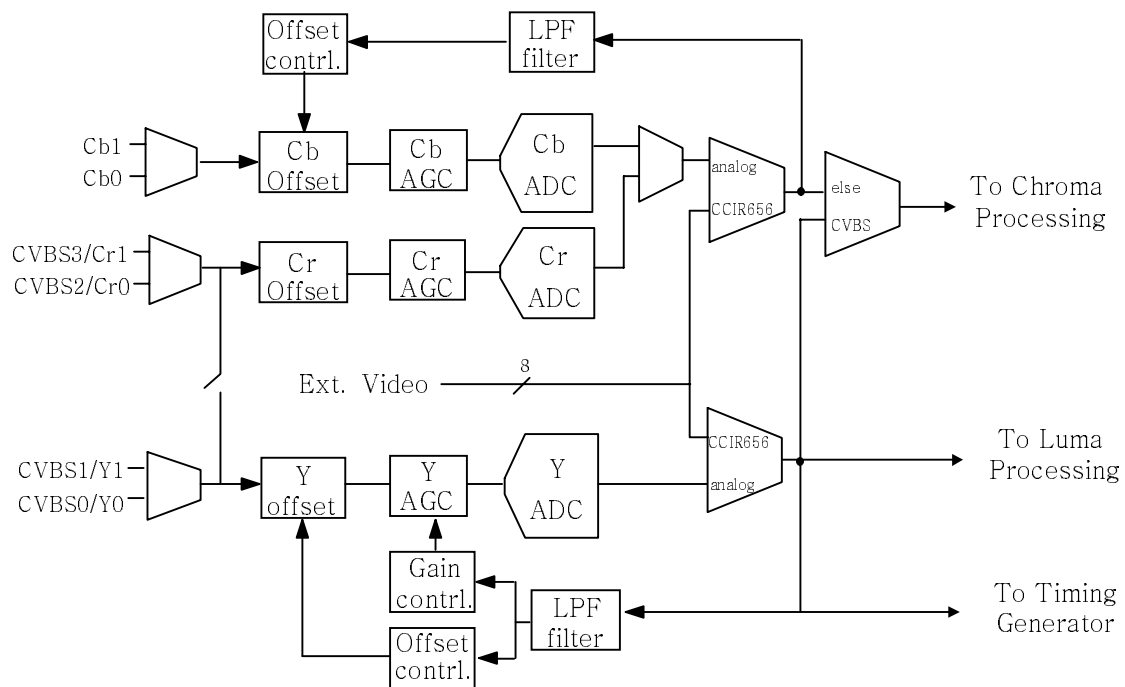 Offset
contrl.
LPF
filter
Cb1
Cb0
Cb
Offset
Cb
AGC
Cb
ADC
analog
CCIR656
else
CVBS
To Chroma
Processing
CVBS3/Cr1
CVBS2/Cr0
Cr
Offset
Cr
AGC
Cr
ADC
Ext. Video
8
CVBS1/Y1
CVBS0/Y0
Y
offset
Y
AGC
Y
ADC
CCIR656
analog
To Luma
Processing
Gain
contrl.
Offset
contrl.
LPF
filter
To Timing
Generator